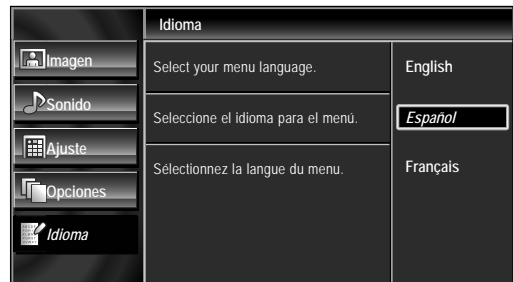 Idioma
Imagen
Sonido
Ajuste
Opciones
Idioma
Select your menu language.
Seleccione el idioma para el menú.
Sélectionnez la langue du menu.
English
Español
Français